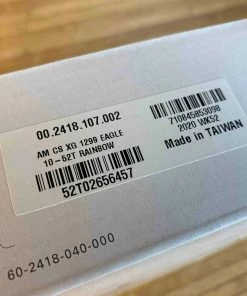 00.2418.107.002
AM CS XG 1299 EAGLE
10-52T RAINBOW
52T02656457
710845853098
2020 WK52
Made in TAIWAN
60-2418-040-000